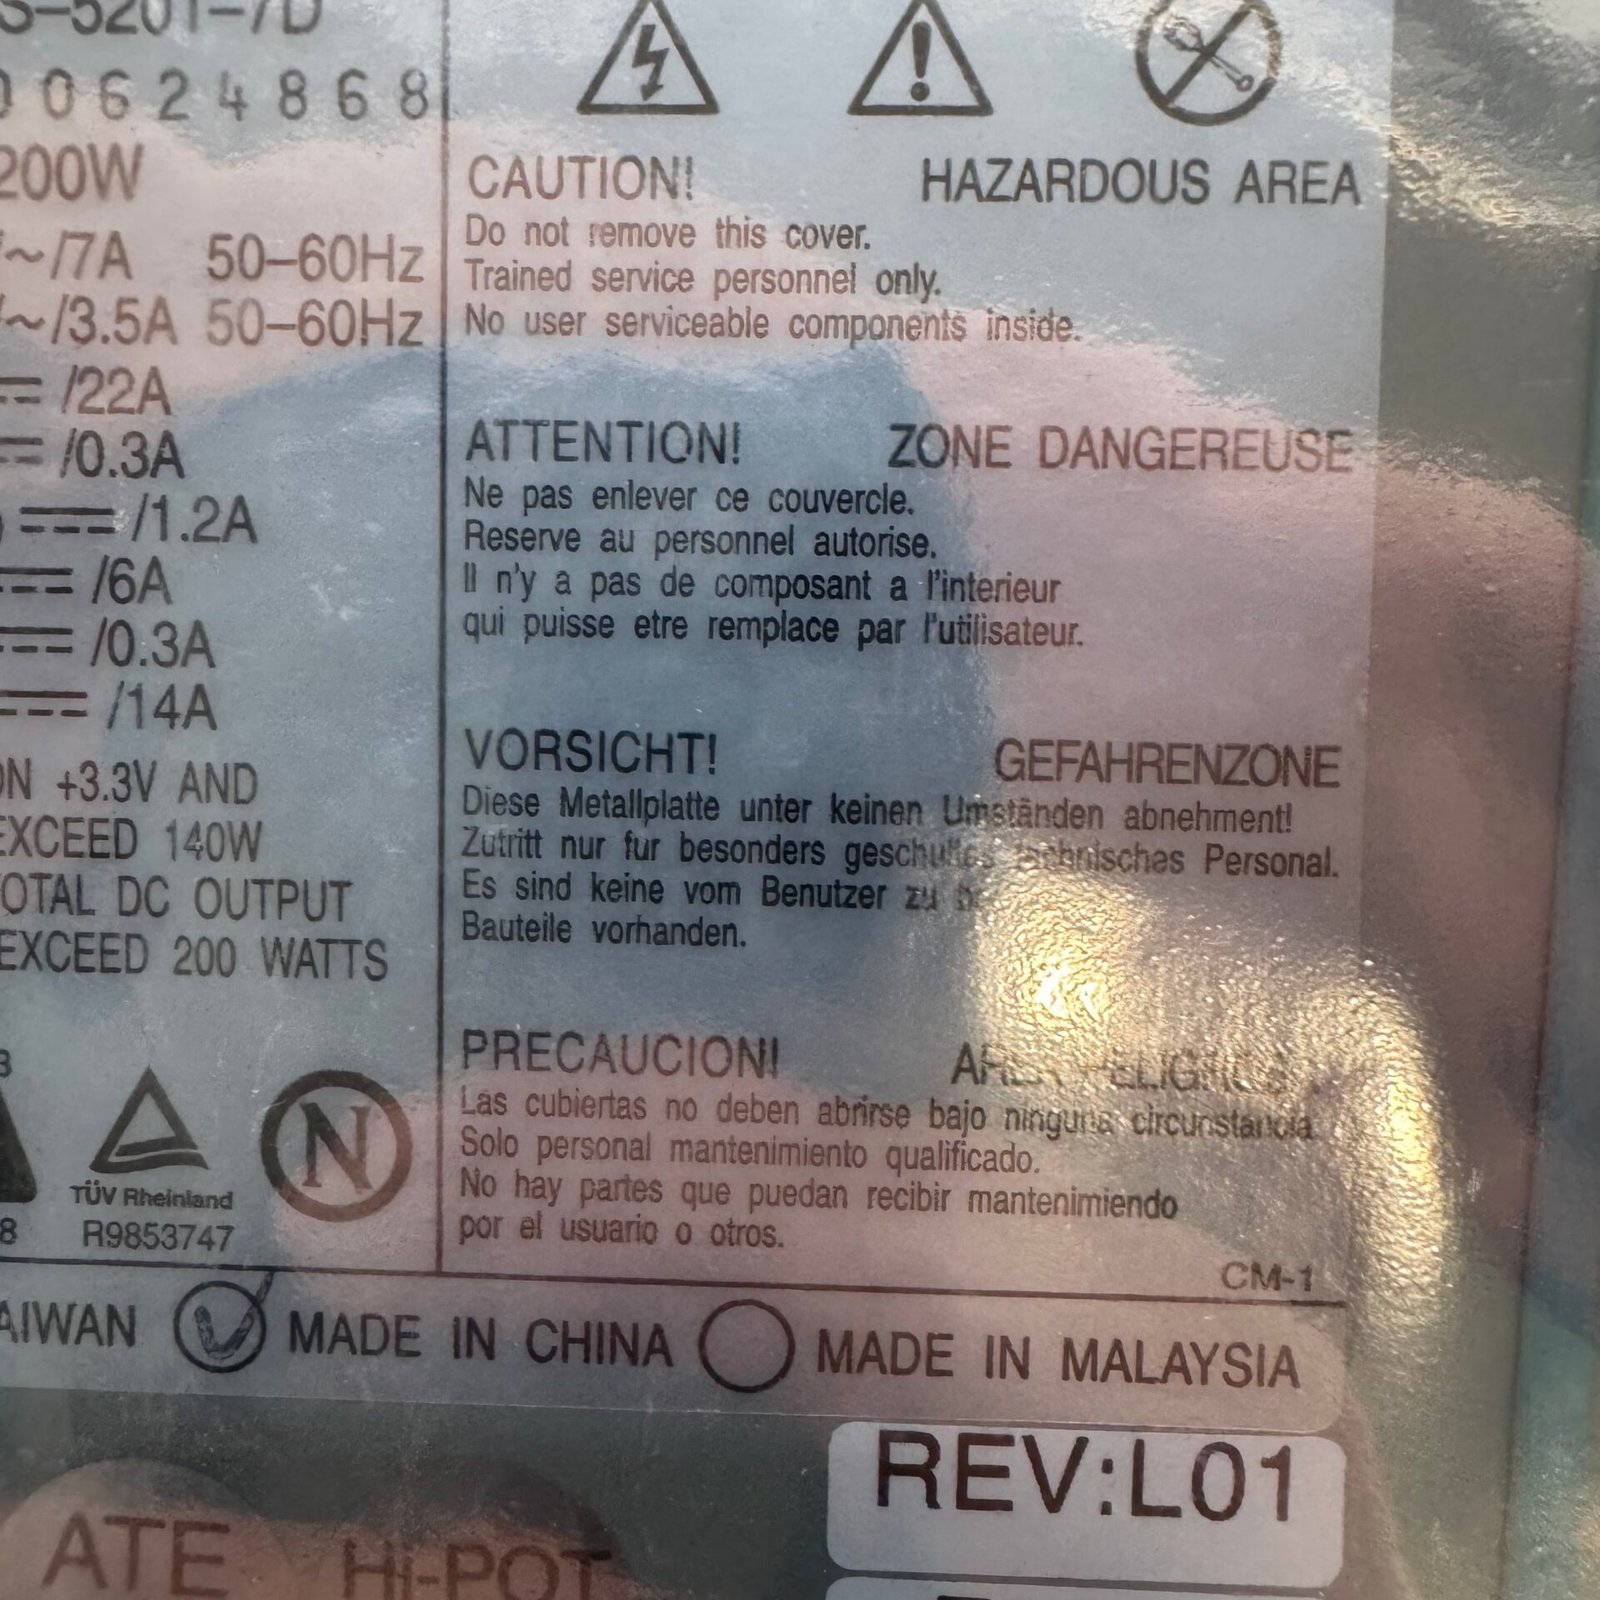 S-5201-7D
00624868
200W
~/7A 50-60Hz
~/3.5A 50-60Hz
/22A
/0.3A
/1.2A
/6A
/0.3A
/14A
+3.3V AND
EXCEED 140W
DC OUTPUT
EXCEED 200 WATTS
TÜV Rheinland
R9853747
N
CAUTION! HAZARDOUS AREA
Do not remove this cover.
Trained service personnel only.
No user serviceable components inside.
ATTENTION! ZONE DANGEREUSE
Ne pas enlever ce couvercle.
Reserve au personnel autorise.
Il n'y a pas de composant a l'interieur
qui puisse etre remplace par l'utilisateur.
VORSICHT! GEFAHRENZONE
Diese Metallplatte unter keinen Umständen abnehment!
Zutritt nur fur besonders geschultes technisches Personal.
Es sind keine vom Benutzer zu
Bauteile vorhanden.
PRECAUCION!
Las cubiertas no deben abrirse bajo ninguna circunstancia.
Solo personal mantenimiento qualificado.
No hay partes que puedan recibir mantenimiendo
por el usuario o otros.
CM-1
MADE IN CHINA MADE IN MALAYSIA
REV:L01
ATE Hi-POT